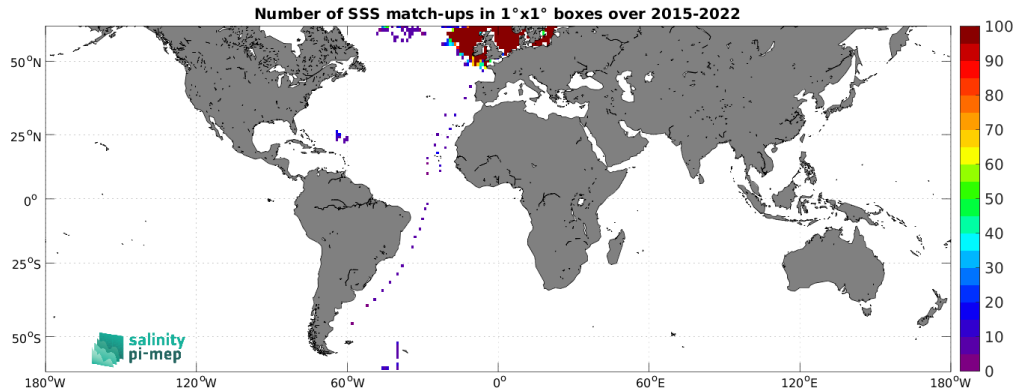 Number of SSS match-ups in 1°x1° boxes over 2015-2022
50°N
25°N
0°
25°S
50°S
180°W
120°W
60°W
0°
60°E
120°E
180°W
100
90
80
70
60
50
40
30
20
10
0
salinity
pi-mep